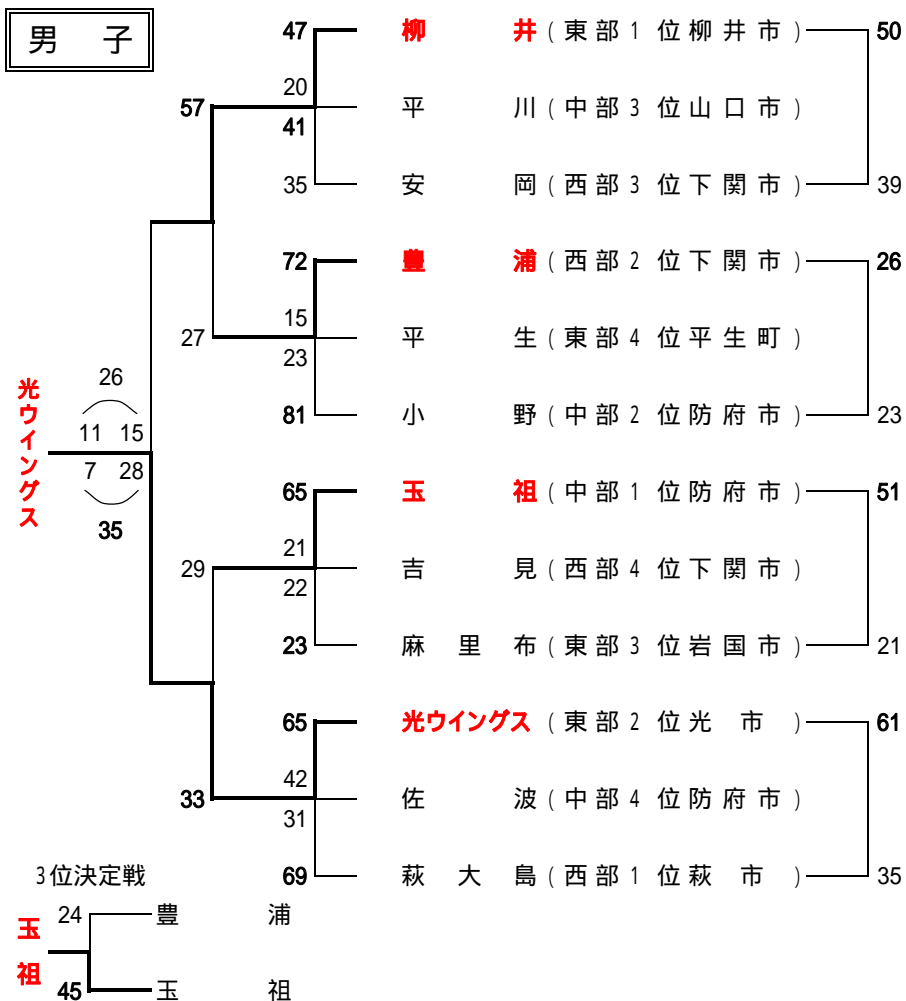 男 子
47 柳 井 ( 東 部 1 位 柳 井 市 ) 50
20
57 平 川 ( 中 部 3 位 山 口 市 )
41
35 安 岡 ( 西 部 3 位 下 関 市 ) 39
72 豊 浦 ( 西 部 2 位 下 関 市 ) 26
15
27 平 生 ( 東 部 4 位 平 生 町 )
23
81 小 野 ( 中 部 2 位 防 府 市 ) 23
光ウイングス
26
11 15
7 28
35
65 玉 祖 ( 中 部 1 位 防 府 市 ) 51
21
29 吉 見 ( 西 部 4 位 下 関 市 )
22
23 麻 里 布 ( 東 部 3 位 岩 国 市 ) 21
65 光ウイングス ( 東 部 2 位 光 市 ) 61
42
33 佐 波 ( 中 部 4 位 防 府 市 )
31
69 萩 大 島 ( 西 部 1 位 萩 市 ) 35
3位決定戦
玉祖
24 豊 浦
45 玉 祖